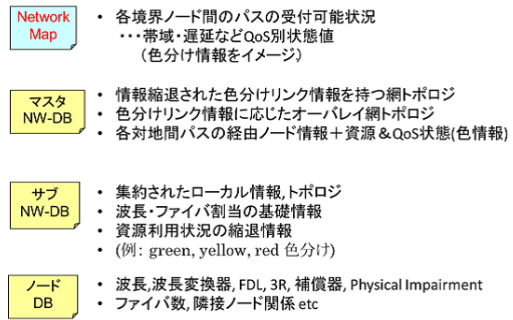 Network
Map
• 各境界ノード間のパスの受付可能状況
・・・帯域・遅延などQoS別状態値
（色分け情報をイメージ）
マスタ
NW-DB
• 情報縮退された色分けリンク情報を持つ網トポロジ
• 色分けリンク情報に応じたオーバレイ網トポロジ
• 各対地間パスの経由ノード情報＋資源＆QoS状態(色情報)
サブ
NW-DB
• 集約されたローカル情報,トポロジ
• 波長・ファイバ割当の基礎情報
• 資源利用状況の縮退情報
• (例: green, yellow, red 色分け)
ノード
DB
• 波長,波長変換器, FDL, 3R, 補償器, Physical Impairment
• ファイバ数, 隣接ノード関係 etc